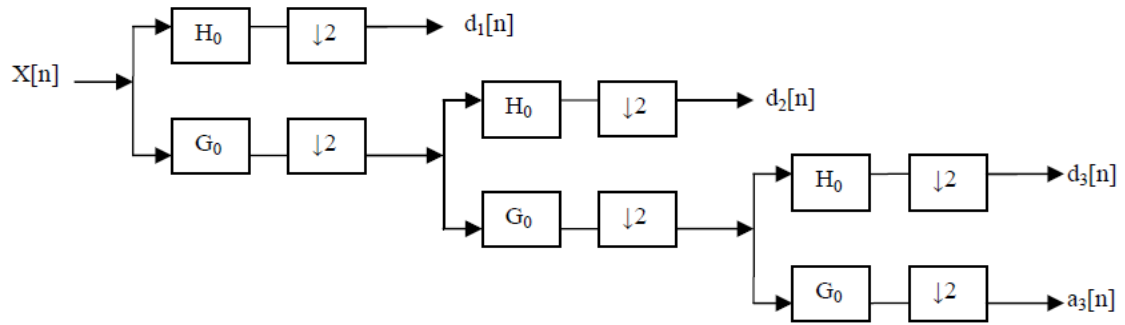 H₀ ↓2 d₁[n]
X[n]
G₀ ↓2 H₀ ↓2 d₂[n]
G₀ ↓2 H₀ ↓2 d₃[n]
G₀ ↓2 a₃[n]